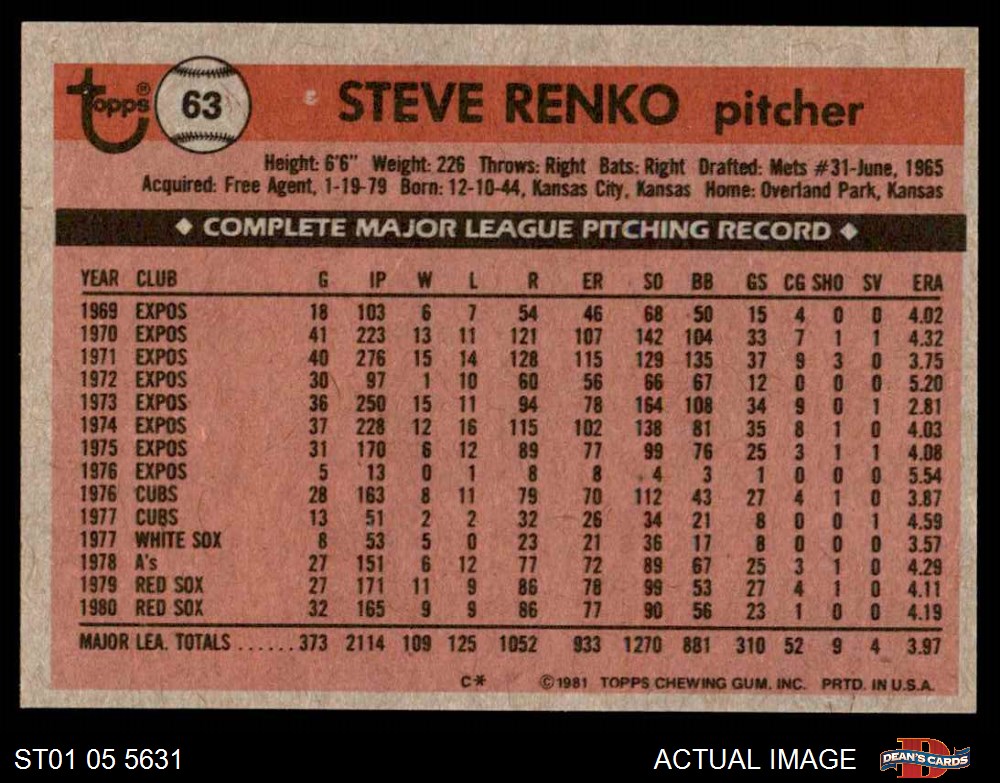 Topps® 63 STEVE RENKO pitcher
Height: 6'6" Weight: 226 Throws: Right Bats: Right Drafted: Mets #31-June, 1965
Acquired: Free Agent, 1-19-79 Born: 12-10-44, Kansas City, Kansas Home: Overland Park, Kansas
◆ COMPLETE MAJOR LEAGUE PITCHING RECORD ◆
YEAR CLUB G IP W L R ER SO BB GS CG SHO SV ERA
1969 EXPOS 18 103 6 7 54 46 68 50 15 4 0 0 4.02
1970 EXPOS 41 223 13 11 121 107 142 104 33 7 1 1 4.32
1971 EXPOS 40 276 15 14 128 115 129 135 37 9 3 0 3.75
1972 EXPOS 30 97 1 10 60 56 66 67 12 0 0 0 5.20
1973 EXPOS 36 250 15 11 94 78 164 108 34 9 0 1 2.81
1974 EXPOS 37 228 12 16 115 102 138 81 35 8 1 0 4.03
1975 EXPOS 31 170 6 12 89 77 99 76 25 3 1 1 4.08
1976 EXPOS 5 13 0 1 8 8 4 3 1 0 0 0 5.54
1976 CUBS 28 163 8 11 79 70 112 43 27 4 1 0 3.87
1977 CUBS 13 51 2 2 32 26 34 21 8 0 0 1 4.59
1977 WHITE SOX 8 53 5 0 23 21 36 17 8 0 0 0 3.57
1978 A's 27 151 6 12 77 72 89 67 25 3 1 0 4.29
1979 RED SOX 27 171 11 9 86 78 99 53 27 4 1 0 4.11
1980 RED SOX 32 165 9 9 86 77 90 56 23 1 0 0 4.19
MAJOR LEA. TOTALS ...... 373 2114 109 125 1052 933 1270 881 310 52 9 4 3.97
C* ©1981 TOPPS CHEWING GUM, INC. PRTD. IN U.S.A.
ST01 05 5631 ACTUAL IMAGE D DEAN'S CARDS